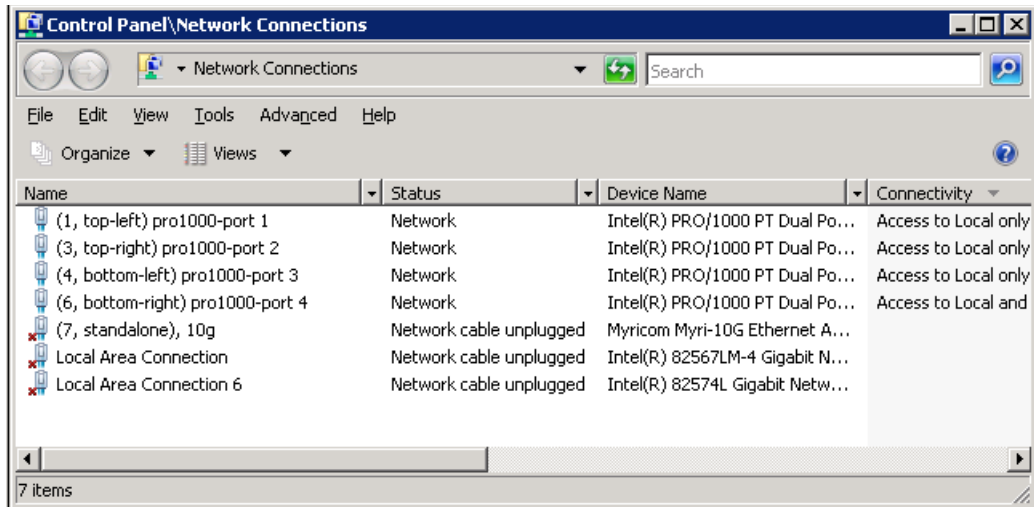 Control Panel\Network Connections
Network Connections
Search
File Edit View Tools Advanced Help
Organize Views
Name Status Device Name Connectivity
(1, top-left) pro1000-port 1 Network Intel(R) PRO/1000 PT Dual Po... Access to Local only
(3, top-right) pro1000-port 2 Network Intel(R) PRO/1000 PT Dual Po... Access to Local only
(4, bottom-left) pro1000-port 3 Network Intel(R) PRO/1000 PT Dual Po... Access to Local only
(6, bottom-right) pro1000-port 4 Network Intel(R) PRO/1000 PT Dual Po... Access to Local and
(7, standalone), 10g Network cable unplugged Myricom Myri-10G Ethernet A...
Local Area Connection Network cable unplugged Intel(R) 82567LM-4 Gigabit N...
Local Area Connection 6 Network cable unplugged Intel(R) 82574L Gigabit Netw...
7 items